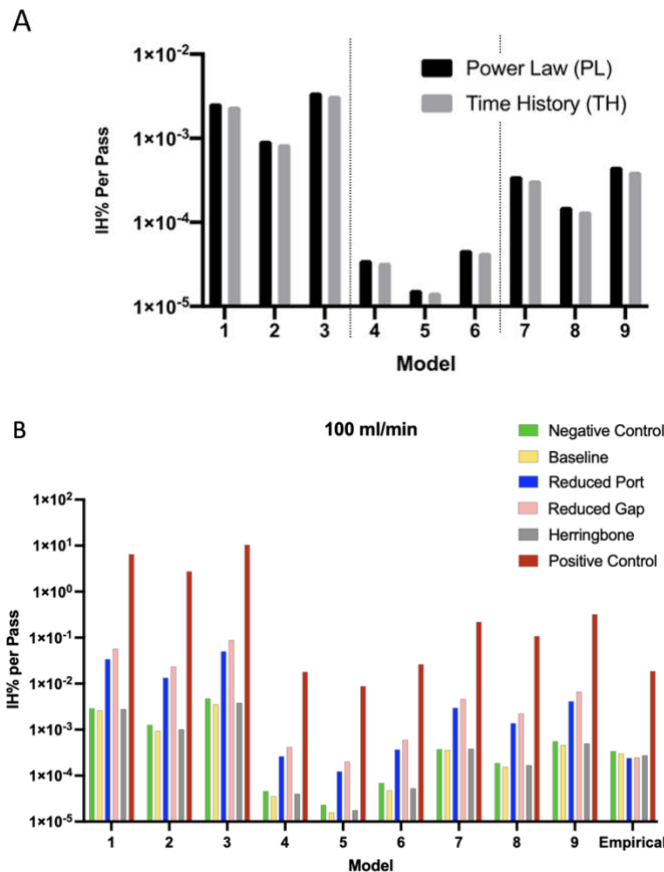 A
IH% Per Pass
1×10⁻²
1×10⁻³
1×10⁻⁴
1×10⁻⁵
Power Law (PL)
Time History (TH)
1 2 3 4 5 6 7 8 9
Model
B
100 ml/min
Negative Control
Baseline
Reduced Port
Reduced Gap
Herringbone
Positive Control
IH% per Pass
1×10²
1×10¹
1×10⁰
1×10⁻¹
1×10⁻²
1×10⁻³
1×10⁻⁴
1×10⁻⁵
1 2 3 4 5 6 7 8 9 Empirical
Model